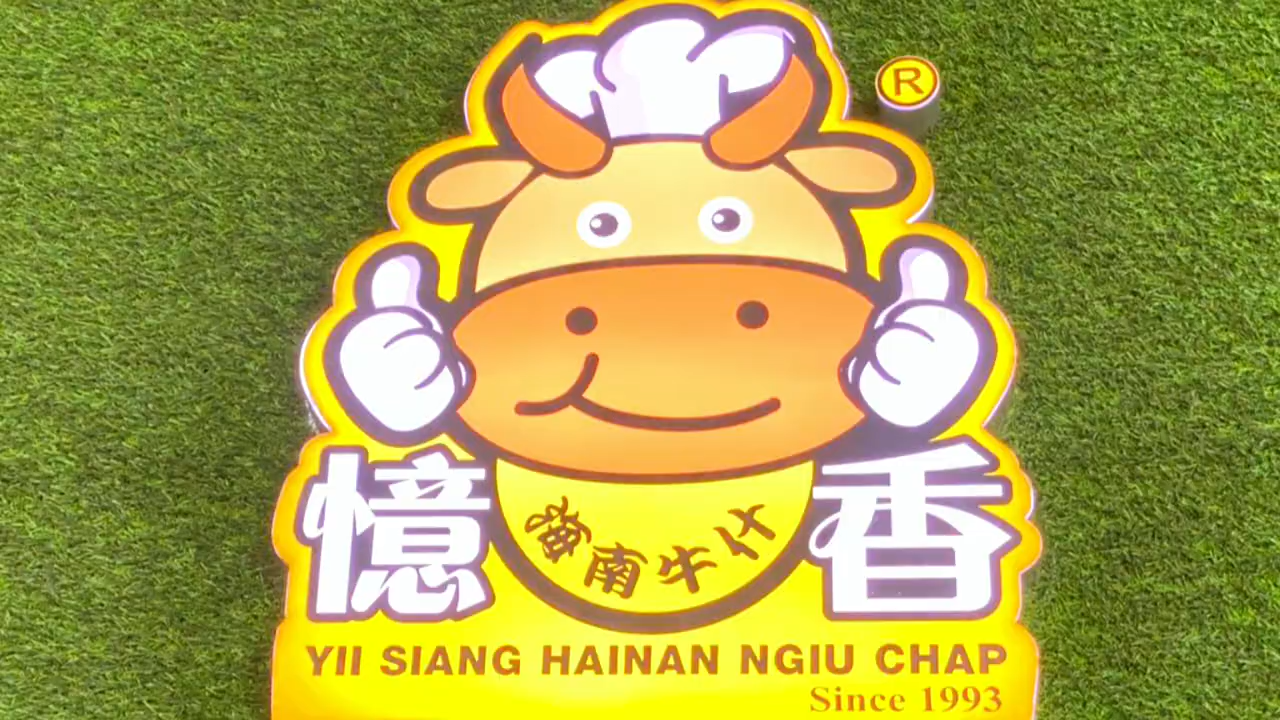 ®
憶香
海南牛什
YII SIANG HAINAN NGIU CHAP
Since 1993